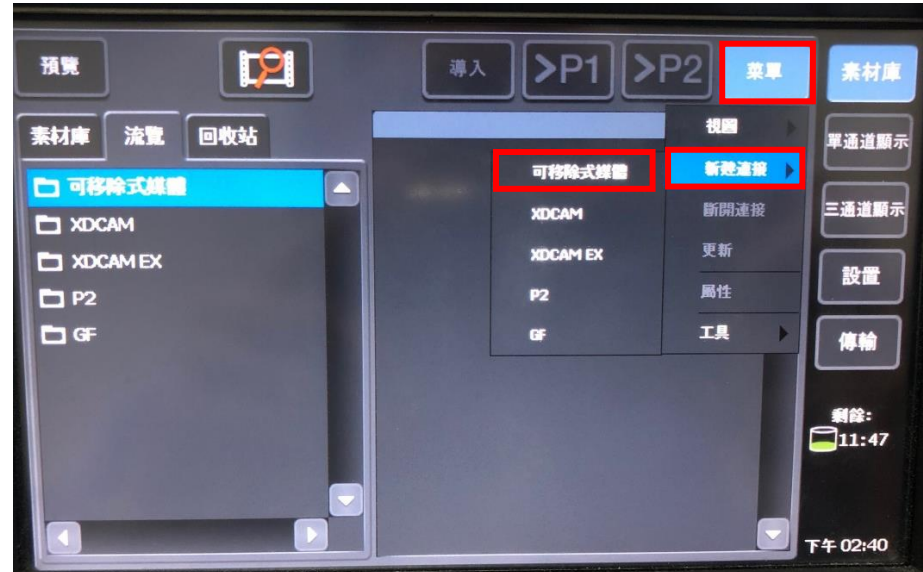 預覽
導入
>P1
>P2
菜單
素材庫
素材庫
流覽
回收站
可移除式媒體
XDCAM
XDCAM EX
P2
GF
可移除式媒體
XDCAM
XDCAM EX
P2
GF
視圖
新建連接
斷開連接
更新
屬性
工具
單通道顯示
三通道顯示
設置
傳輸
剩餘:
11:47
下午 02:40